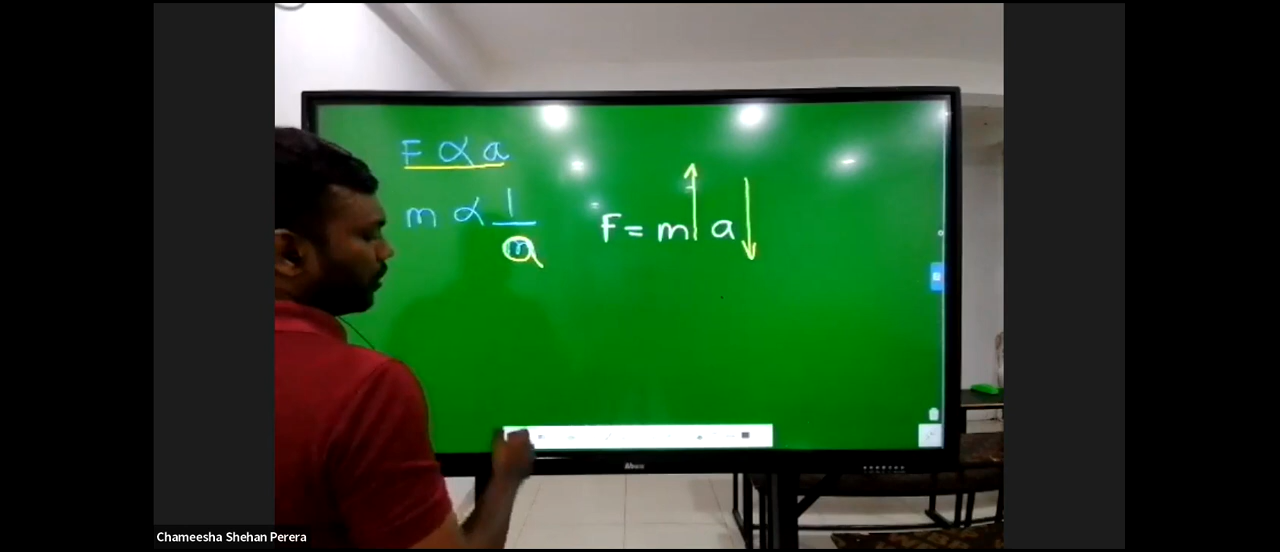 F ∝ a
m ∝ 1/a
F = m↑ a↓
Chameesha Shehan Perera